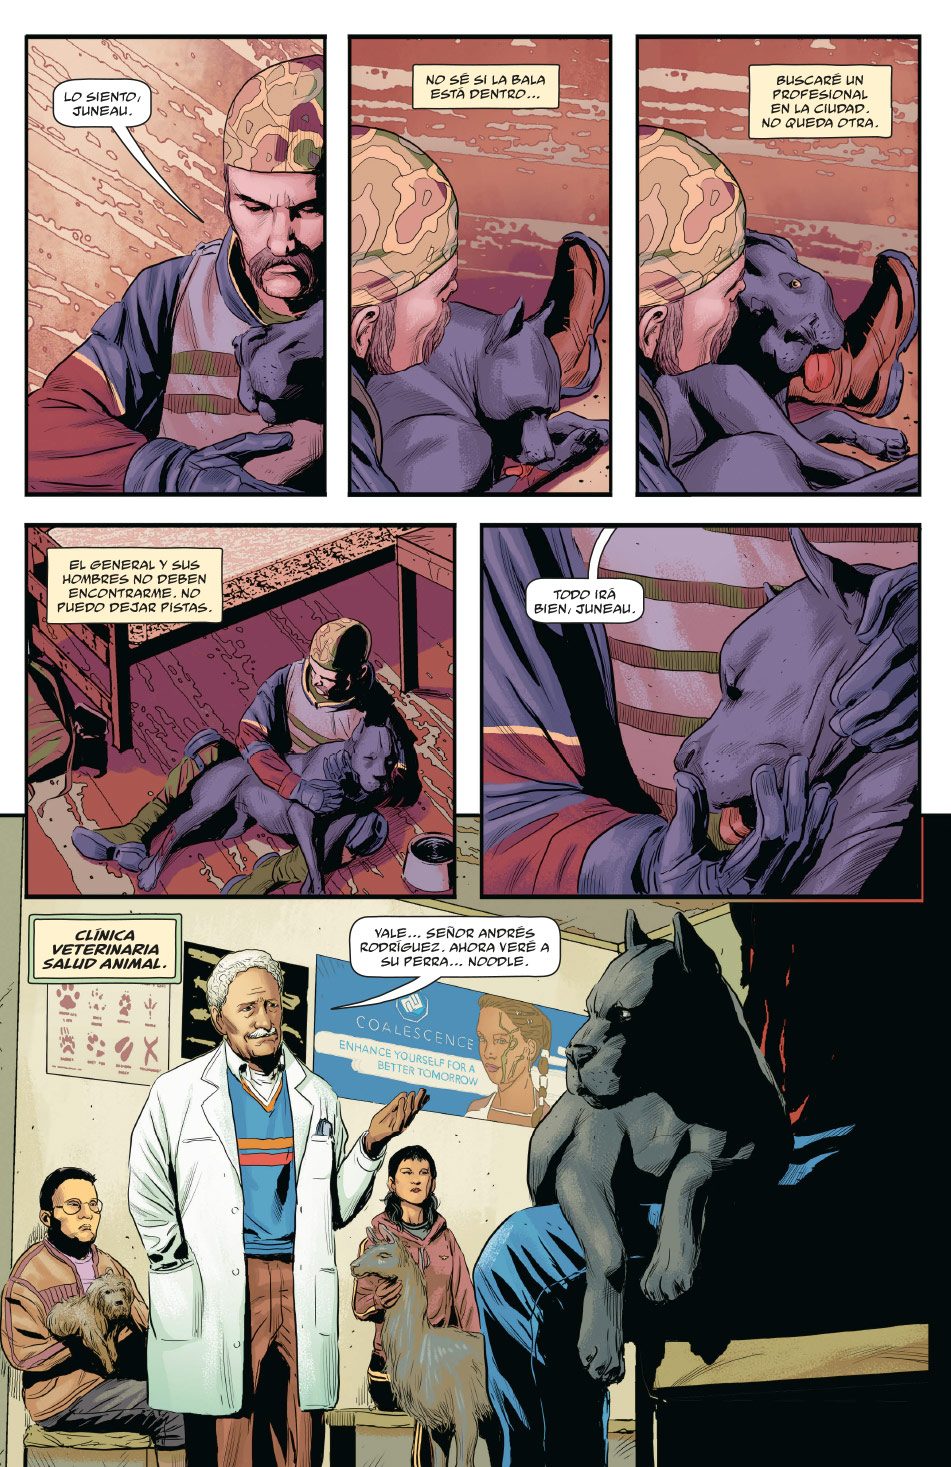 LO SIENTO,
JUNEAU.
NO SÉ SI LA BALA
ESTÁ DENTRO...
BUSCARÉ UN
PROFESIONAL
EN LA CIUDAD.
NO QUEDA OTRA.
EL GENERAL Y SUS
HOMBRES NO DEBEN
ENCONTRARME. NO
PUEDO DEJAR PISTAS.
TODO IRÁ
BIEN, JUNEAU.
CLÍNICA
VETERINARIA
SALUD ANIMAL.
VALE... SEÑOR ANDRÉS
RODRÍGUEZ. AHORA VERÉ A
SU PERRA... NOODLE.
COALESCENCE
ENHANCE YOURSELF FOR A
BETTER TOMORROW